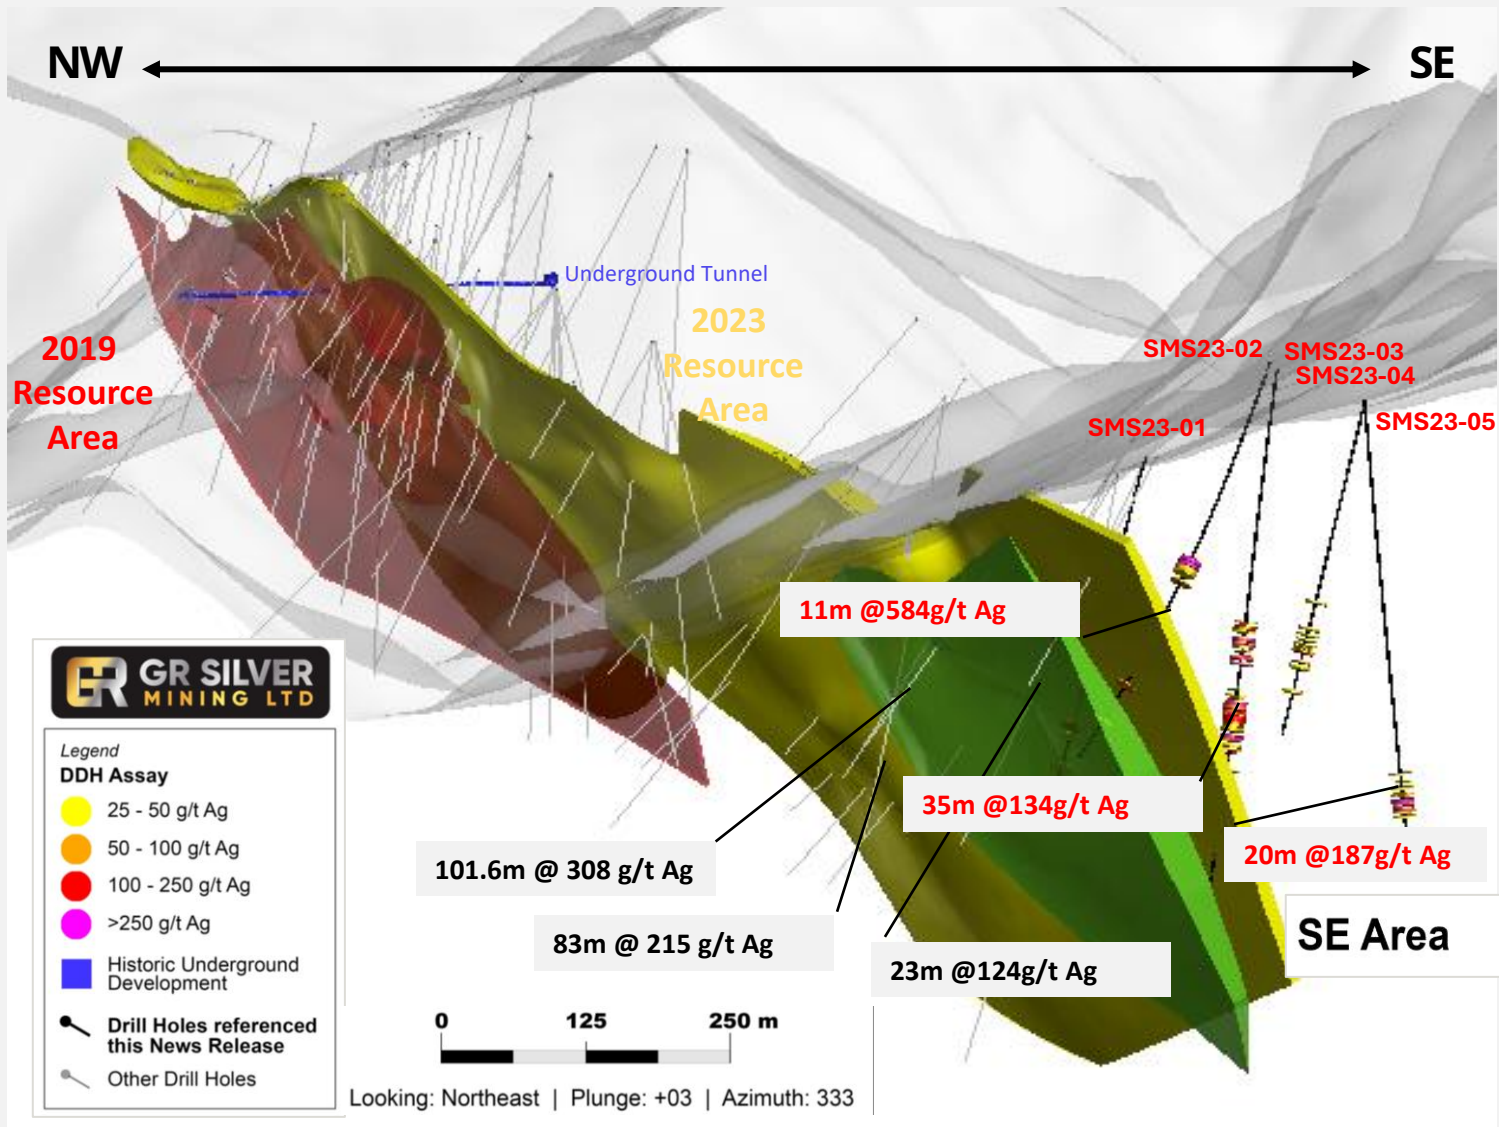 NW
SE
Underground Tunnel
2023
Resource
Area
2019
Resource
Area
SMS23-02
SMS23-03
SMS23-04
SMS23-01
SMS23-05
11m @584g/t Ag
35m @134g/t Ag
20m @187g/t Ag
101.6m @ 308 g/t Ag
83m @ 215 g/t Ag
23m @124g/t Ag
SE Area
GR SILVER
MINING LTD
Legend
DDH Assay
25 - 50 g/t Ag
50 - 100 g/t Ag
100 - 250 g/t Ag
>250 g/t Ag
Historic Underground
Development
Drill Holes referenced
this News Release
Other Drill Holes
0 125 250 m
Looking: Northeast | Plunge: +03 | Azimuth: 333